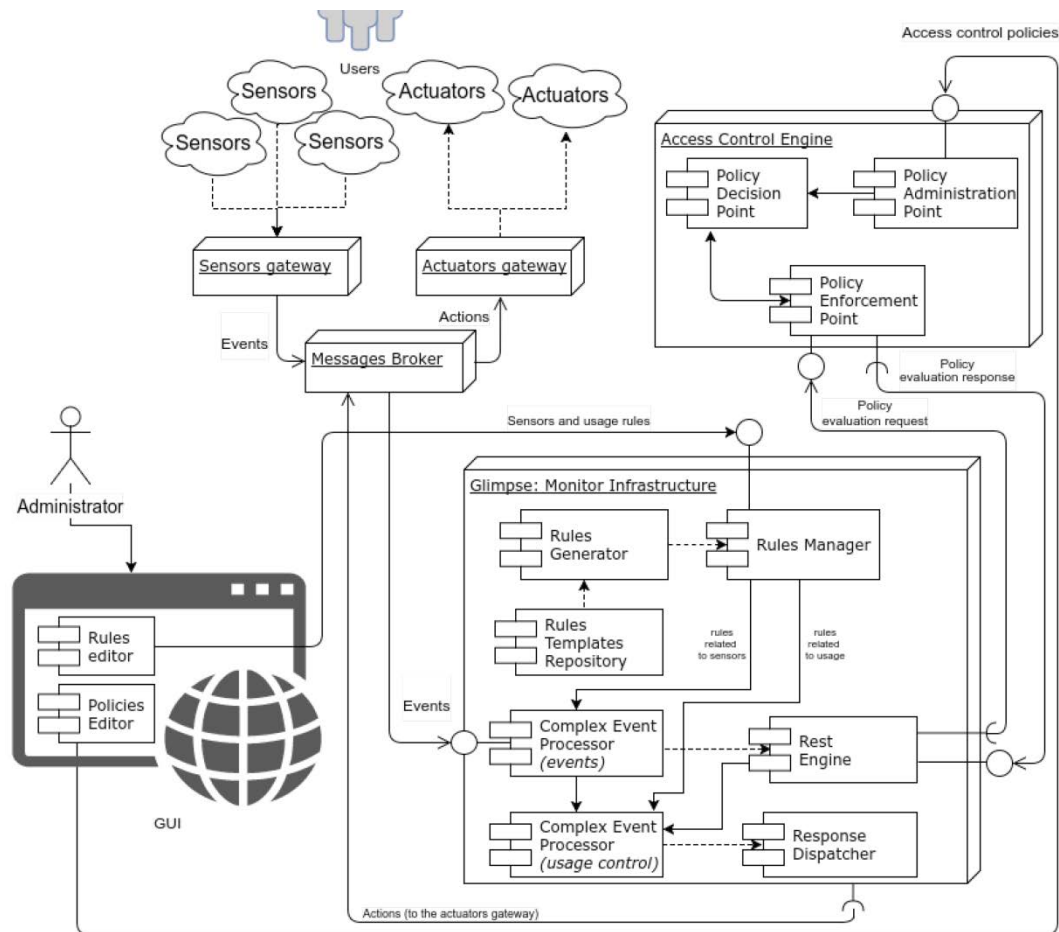 Users
Sensors
Sensors
Sensors
Actuators
Actuators
Access control policies
Access Control Engine
Policy
Decision
Point
Policy
Administration
Point
Policy
Enforcement
Point
Sensors gateway
Actuators gateway
Actions
Events
Messages Broker
Policy
evaluation response
Policy
evaluation request
Sensors and usage rules
Administrator
Glimpse: Monitor Infrastructure
Rules
Generator
Rules Manager
Rules
Templates
Repository
rules
related
to sensors
rules
related
to usage
Rules
editor
Policies
Editor
GUI
Events
Complex Event
Processor
(events)
Rest
Engine
Complex Event
Processor
(usage control)
Response
Dispatcher
Actions (to the actuators gateway)